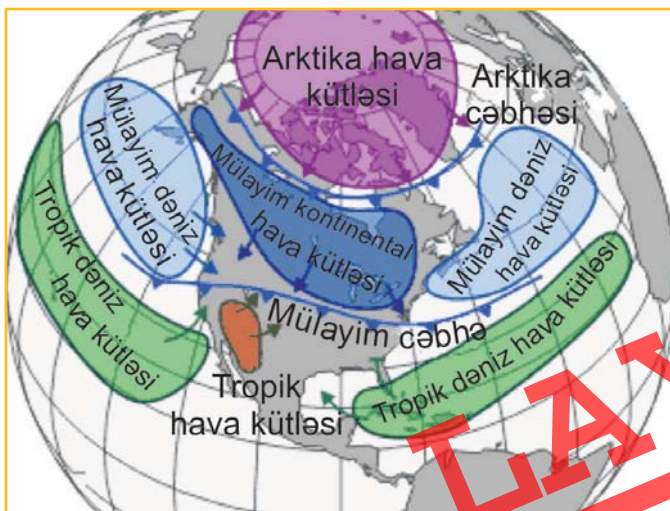 Arktika hava
kütləsi
Arktika
cəbhəsi
Mülayim dəniz
hava kütləsi
Mülayim kontinental
hava kütləsi
Mülayim dəniz
hava kütləsi
Tropik dəniz
hava kütləsi
Mülayim cəbhə
Tropik
hava kütləsi
Tropik dəniz hava kütləsi
LAY